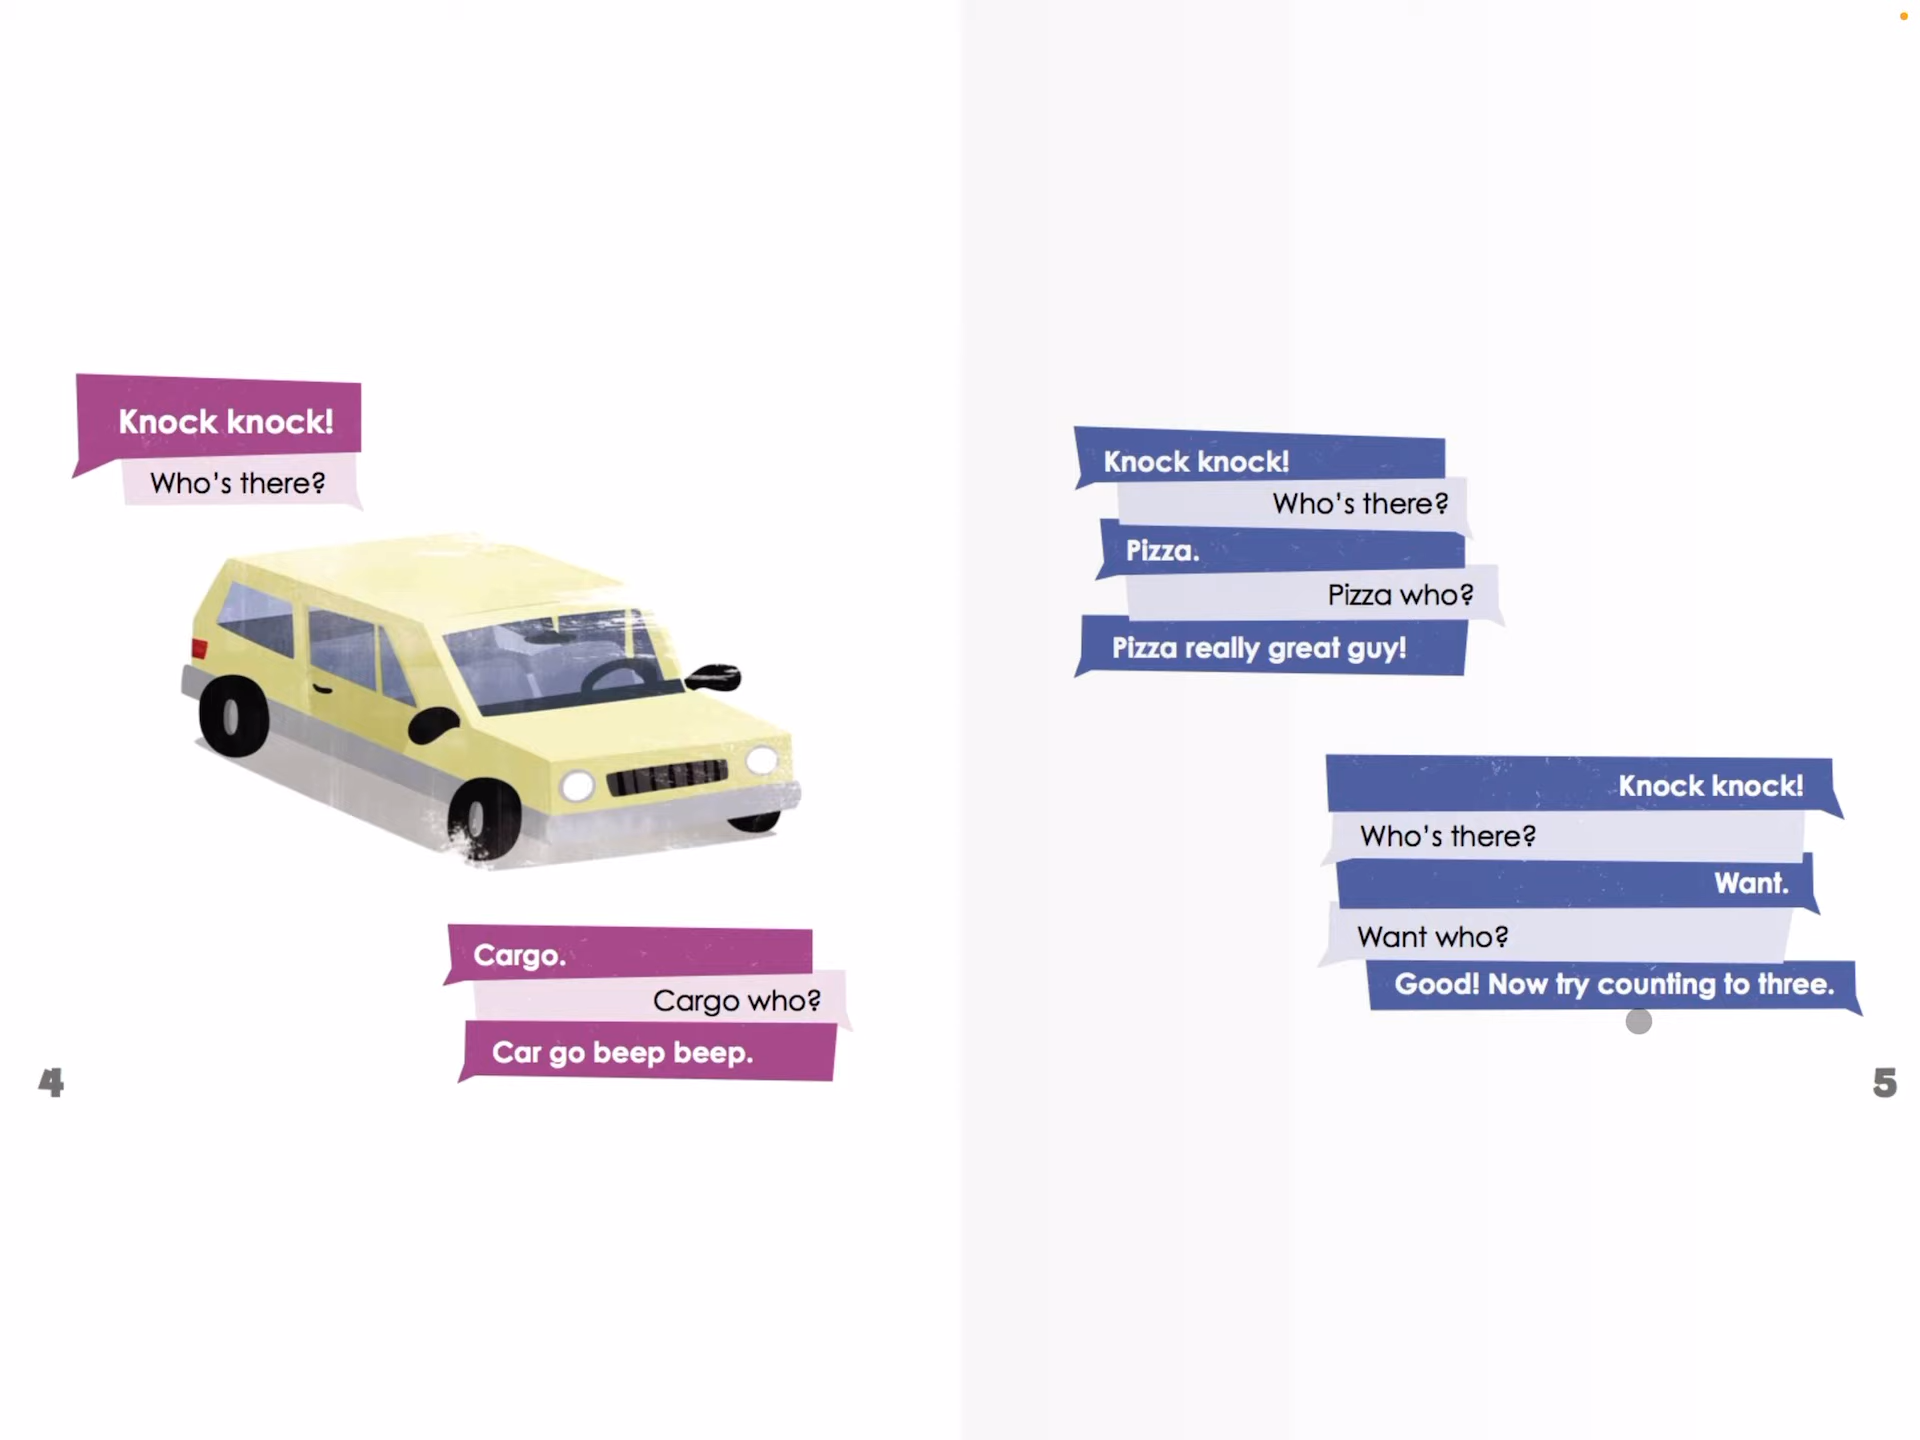 Knock knock!
Who's there?
Cargo.
Cargo who?
Car go beep beep.
4
Knock knock!
Who's there?
Pizza.
Pizza who?
Pizza really great guy!
Knock knock!
Who's there?
Want.
Want who?
Good! Now try counting to three.
5